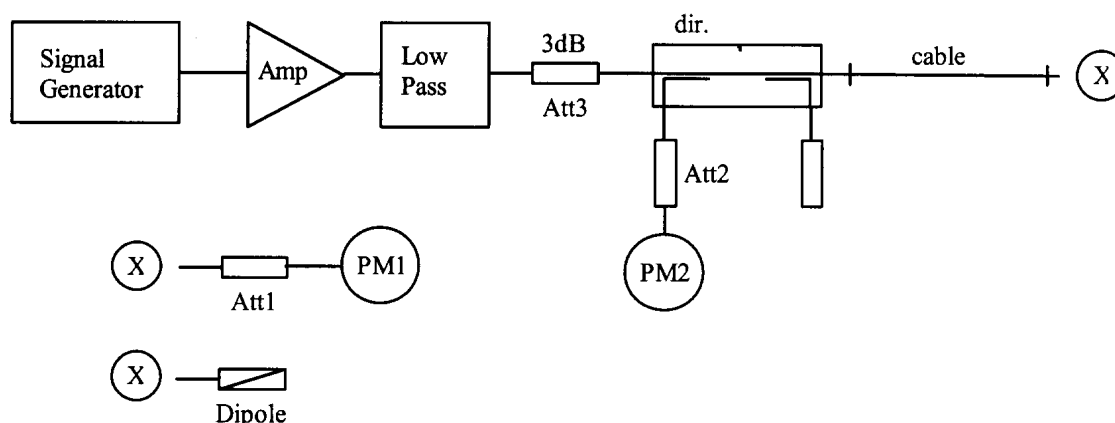 Signal
Generator
Amp
Low
Pass
3dB
Att3
dir.
cable
X
Att2
PM2
X
Att1
PM1
X
Dipole